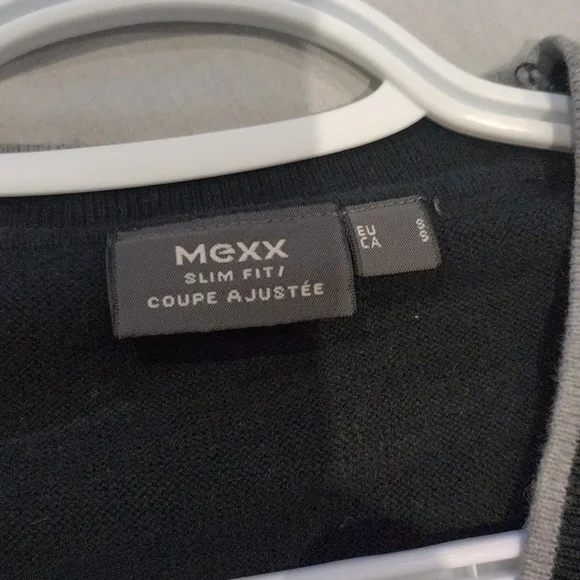 Mexx
SLIM FIT/
COUPE AJUSTÉE
EU S
CA S